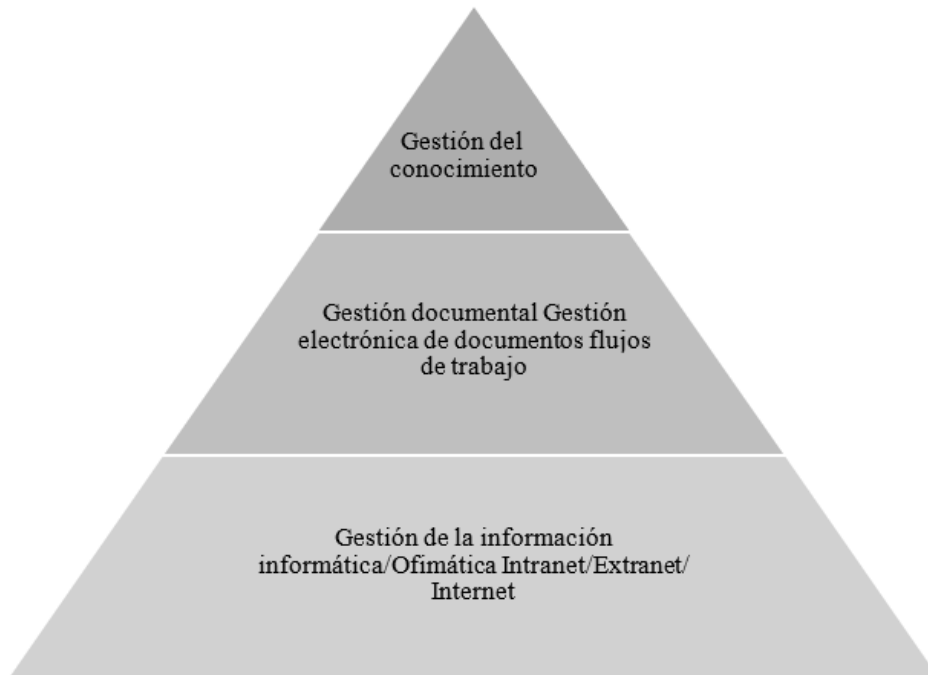 Gestión del
conocimiento
Gestión documental Gestión
electrónica de documentos flujos
de trabajo
Gestión de la información
informática/Ofimática Intranet/Extranet/
Internet